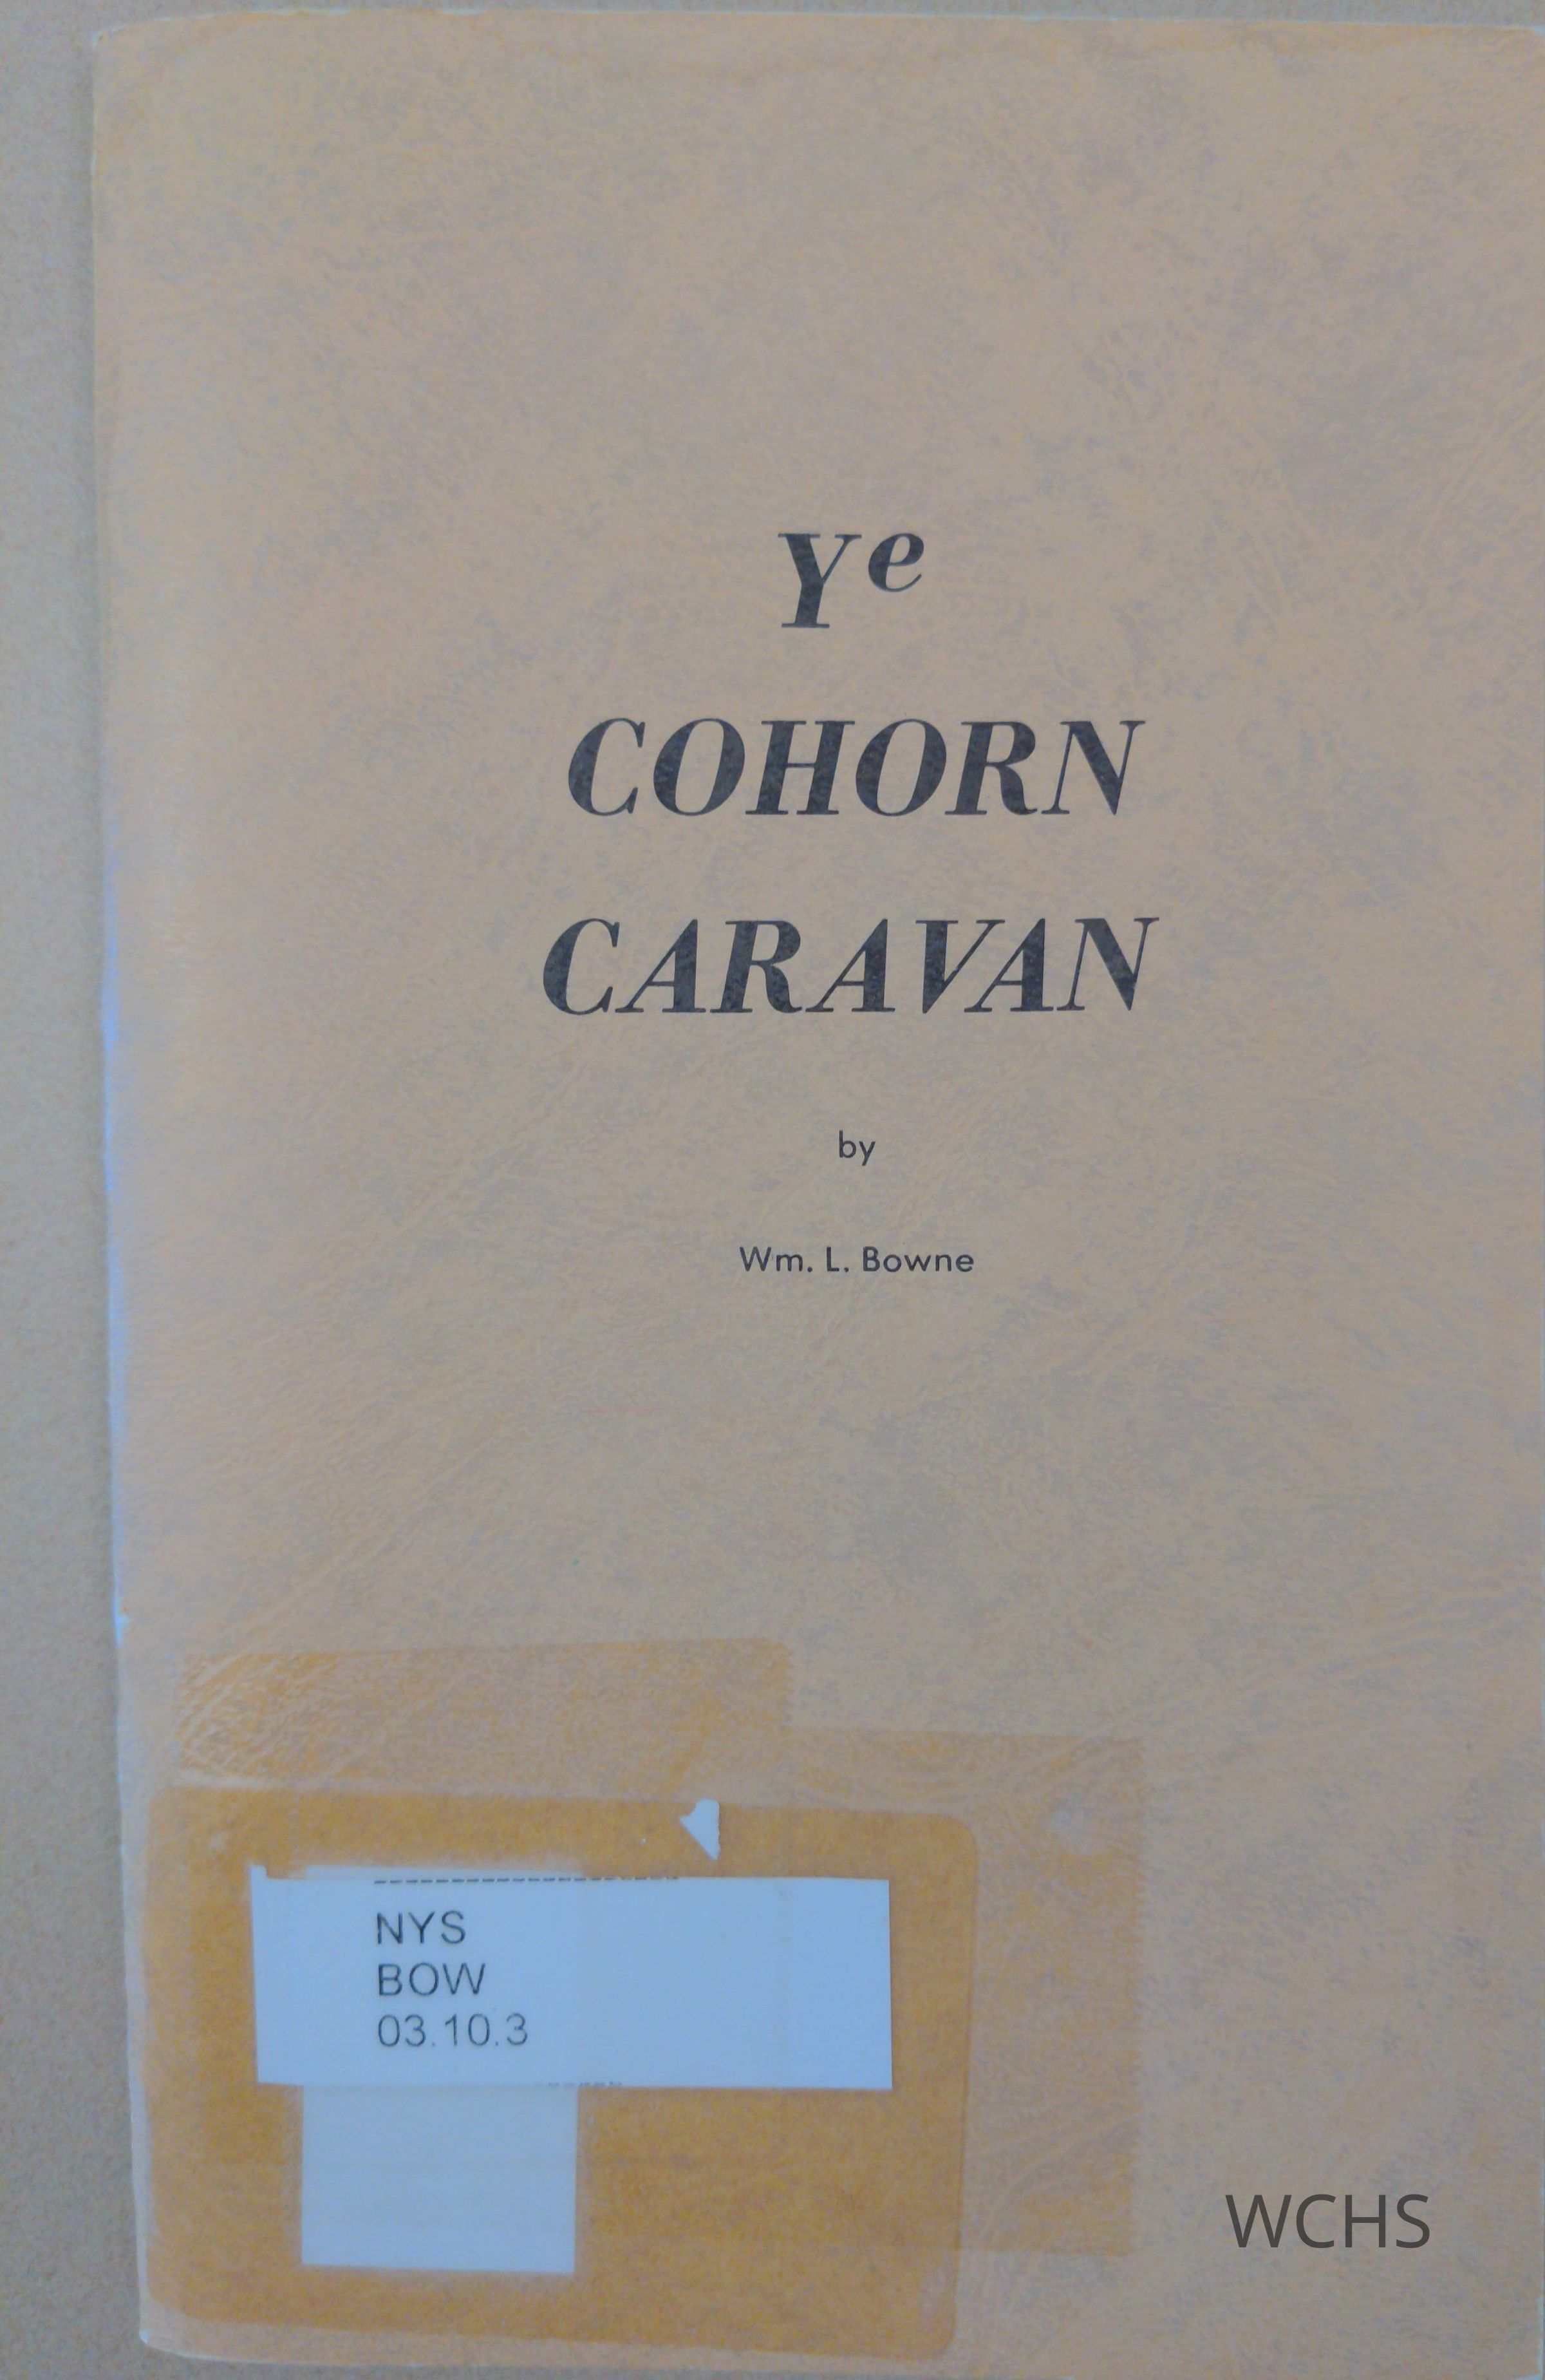 Ye
COHORN
CARAVAN
by
Wm. L. Bowne
NYS
BOW
03.10.3
WCHS